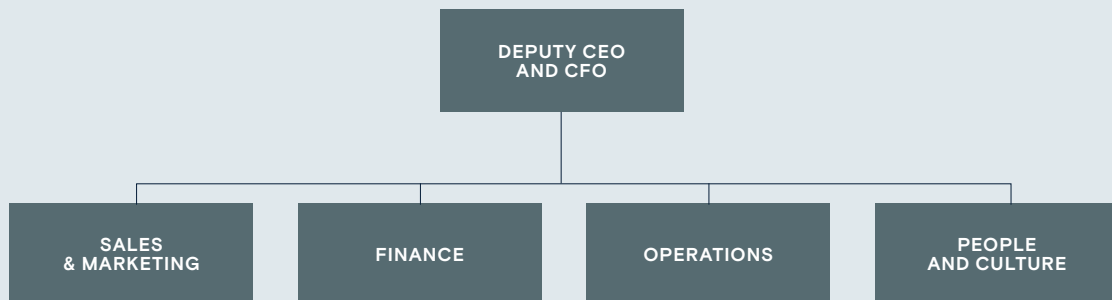 DEPUTY CEO
AND CFO
SALES
& MARKETING
FINANCE
OPERATIONS
PEOPLE
AND CULTURE